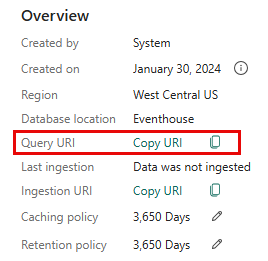 Overview
Created by System
Created on January 30, 2024
Region West Central US
Database location Eventhouse
Query URI Copy URI
Last ingestion Data was not ingested
Ingestion URI Copy URI
Caching policy 3,650 Days
Retention policy 3,650 Days